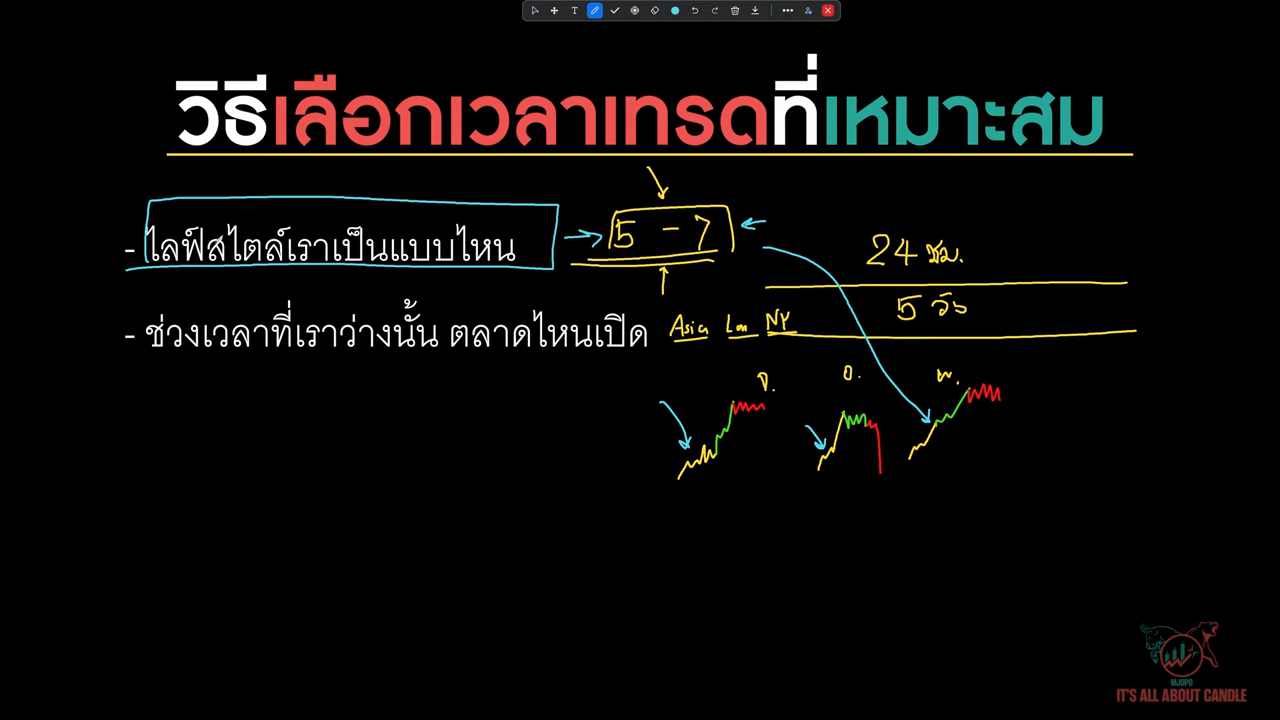 วิธีเลือกเวลาเทรดที่เหมาะสม
- ไลฟ์สไตล์เราเป็นแบบไหน
5 - 7
24 ชม.
5 วัน
- ช่วงเวลาที่เราว่างนั้น ตลาดไหนเปิด
Asia Lon NY
อ. พ.
MJOPO
IT'S ALL ABOUT CANDLE